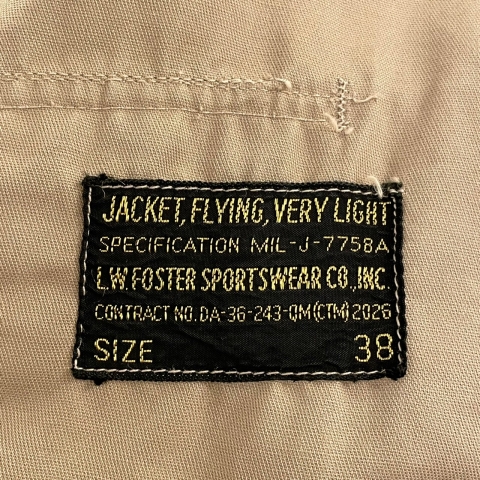 JACKET, FLYING, VERY LIGHT
SPECIFICATION MIL-J-7758A
L.W. FOSTER SPORTSWEAR CO., INC.
CONTRACT NO. DA-36-243-QM(CTM) 2026
SIZE 38